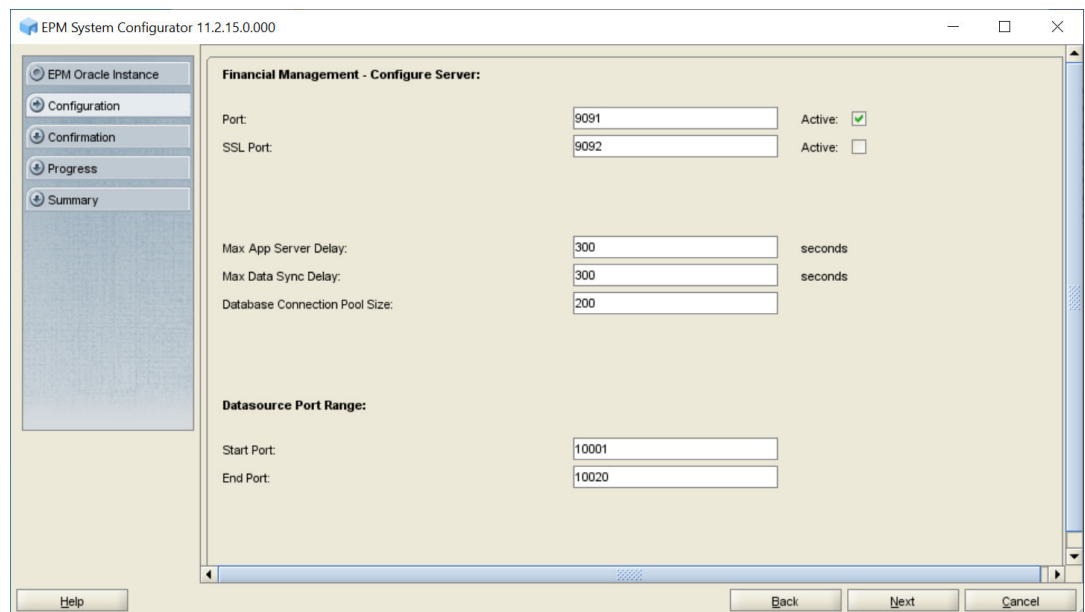 EPM System Configurator 11.2.15.0.000
EPM Oracle Instance
Configuration
Confirmation
Progress
Summary
Financial Management - Configure Server:
Port: 9091 Active:
SSL Port: 9092 Active:
Max App Server Delay: 300 seconds
Max Data Sync Delay: 300 seconds
Database Connection Pool Size: 200
Datasource Port Range:
Start Port: 10001
End Port: 10020
Help Back Next Cancel